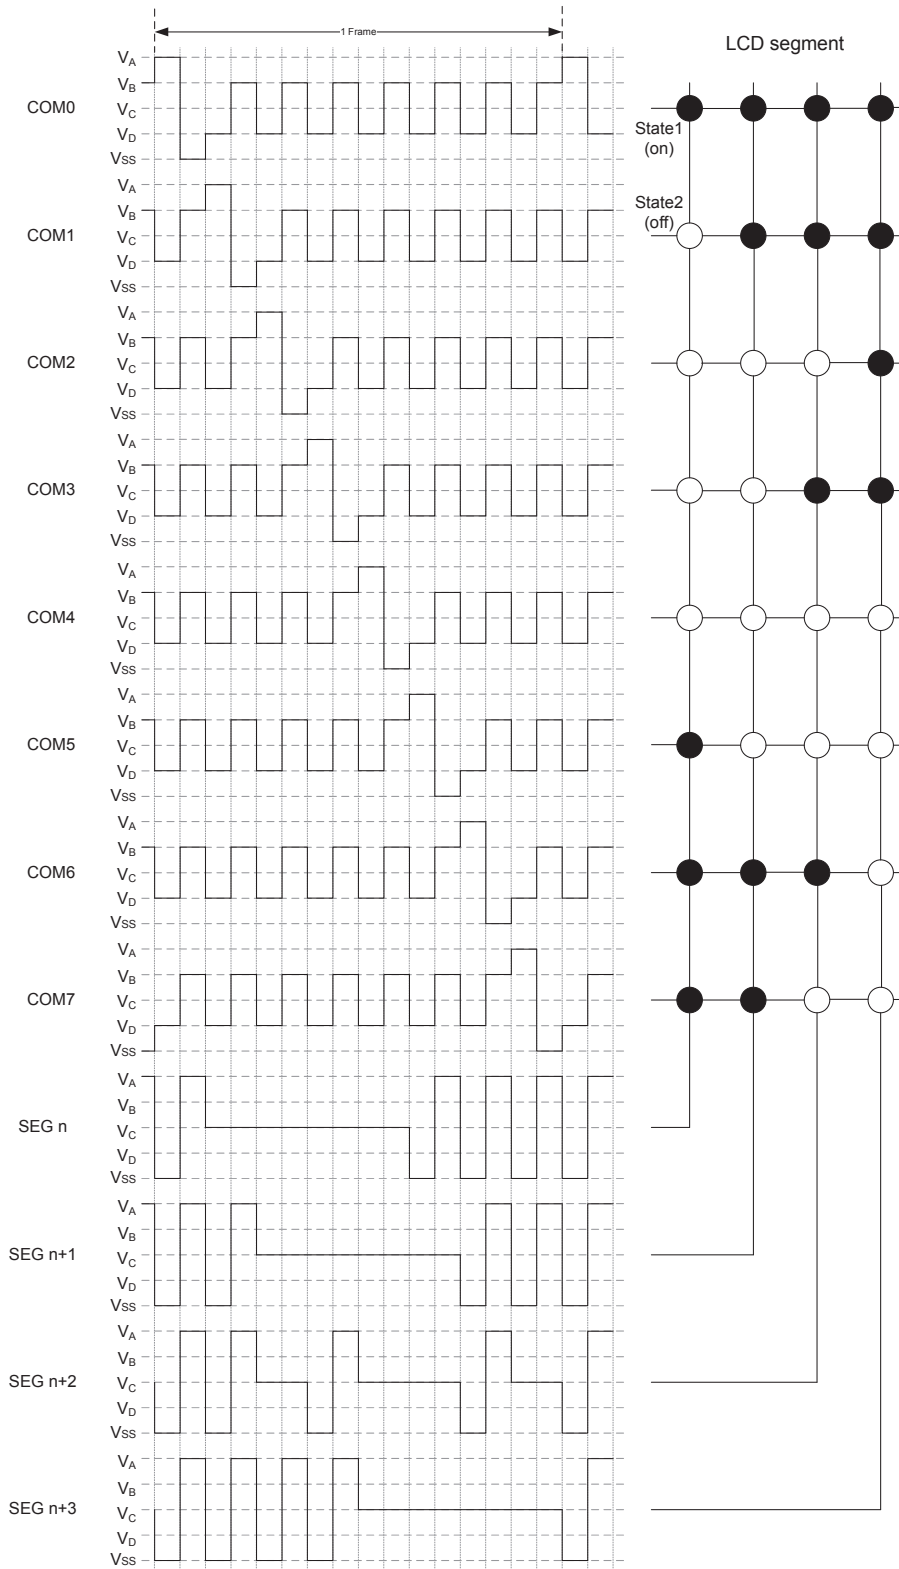 1 Frame
LCD segment
COM0
VA
VB
VC
VD
VSS
State1
(on)
COM1
VA
VB
VC
VD
VSS
State2
(off)
COM2
VA
VB
VC
VD
VSS
COM3
VA
VB
VC
VD
VSS
COM4
VA
VB
VC
VD
VSS
COM5
VA
VB
VC
VD
VSS
COM6
VA
VB
VC
VD
VSS
COM7
VA
VB
VC
VD
VSS
SEG n
VA
VB
VC
VD
VSS
SEG n+1
VA
VB
VC
VD
VSS
SEG n+2
VA
VB
VC
VD
VSS
SEG n+3
VA
VB
VC
VD
VSS